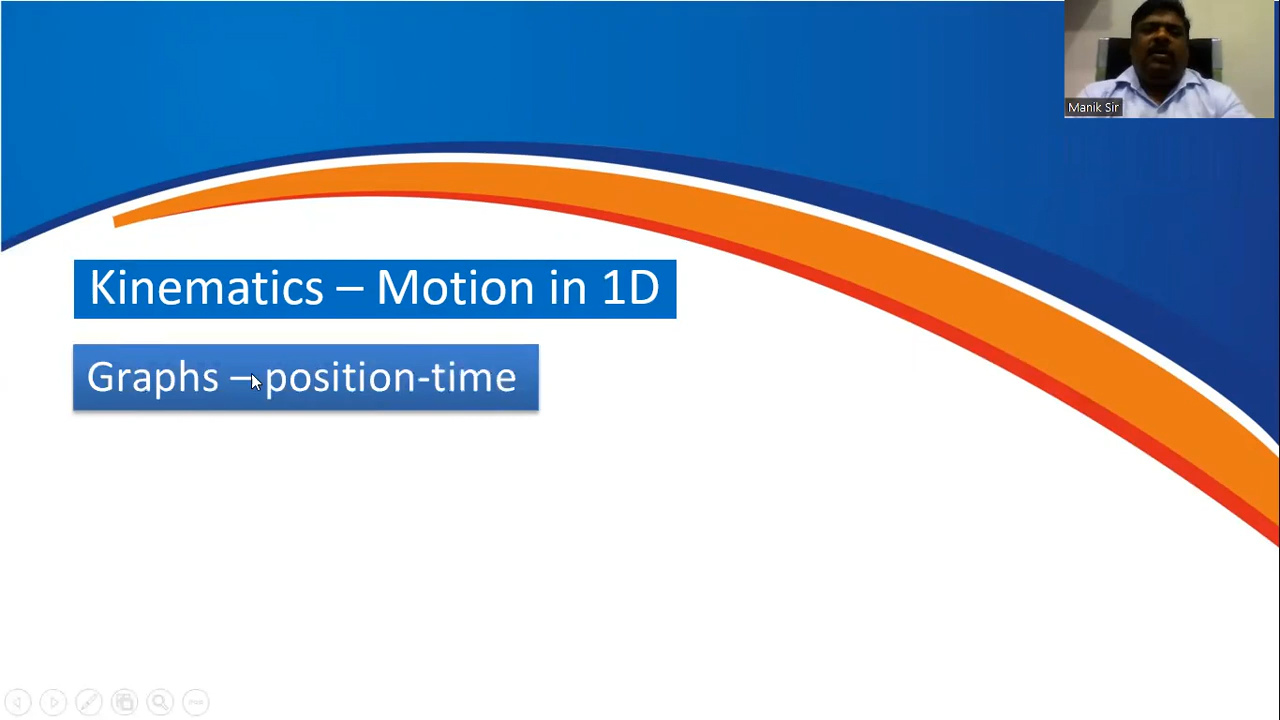 Manik Sir
Kinematics – Motion in 1D
Graphs – position-time